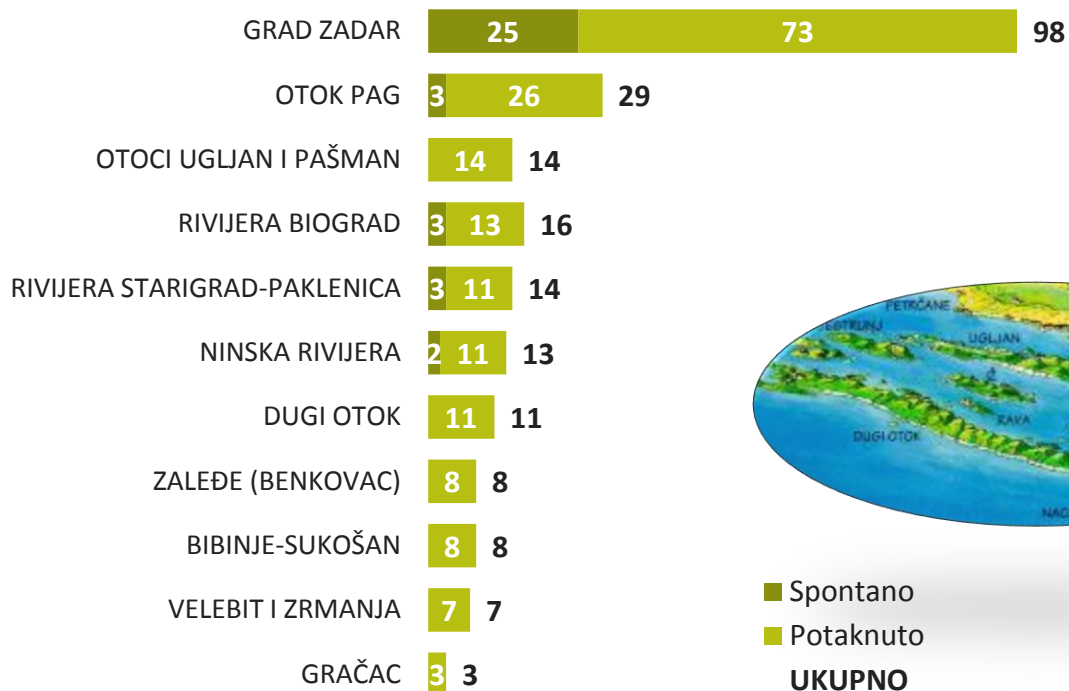 GRAD ZADAR 25 73 98
OTOK PAG 3 26 29
OTOCI UGLJAN I PAŠMAN 14 14
RIVIJERA BIOGRAD 3 13 16
RIVIJERA STARIGRAD-PAKLENICA 3 11 14
NINSKA RIVIJERA 2 11 13
DUGI OTOK 11 11
ZALEĐE (BENKOVAC) 8 8
BIBINJE-SUKOŠAN 8 8
VELEBIT I ZRMANJA 7 7
GRAČAC 3 3
PETRČANE
UGLJAN
RAVA
DUGI OTOK
Spontano
Potaknuto
UKUPNO